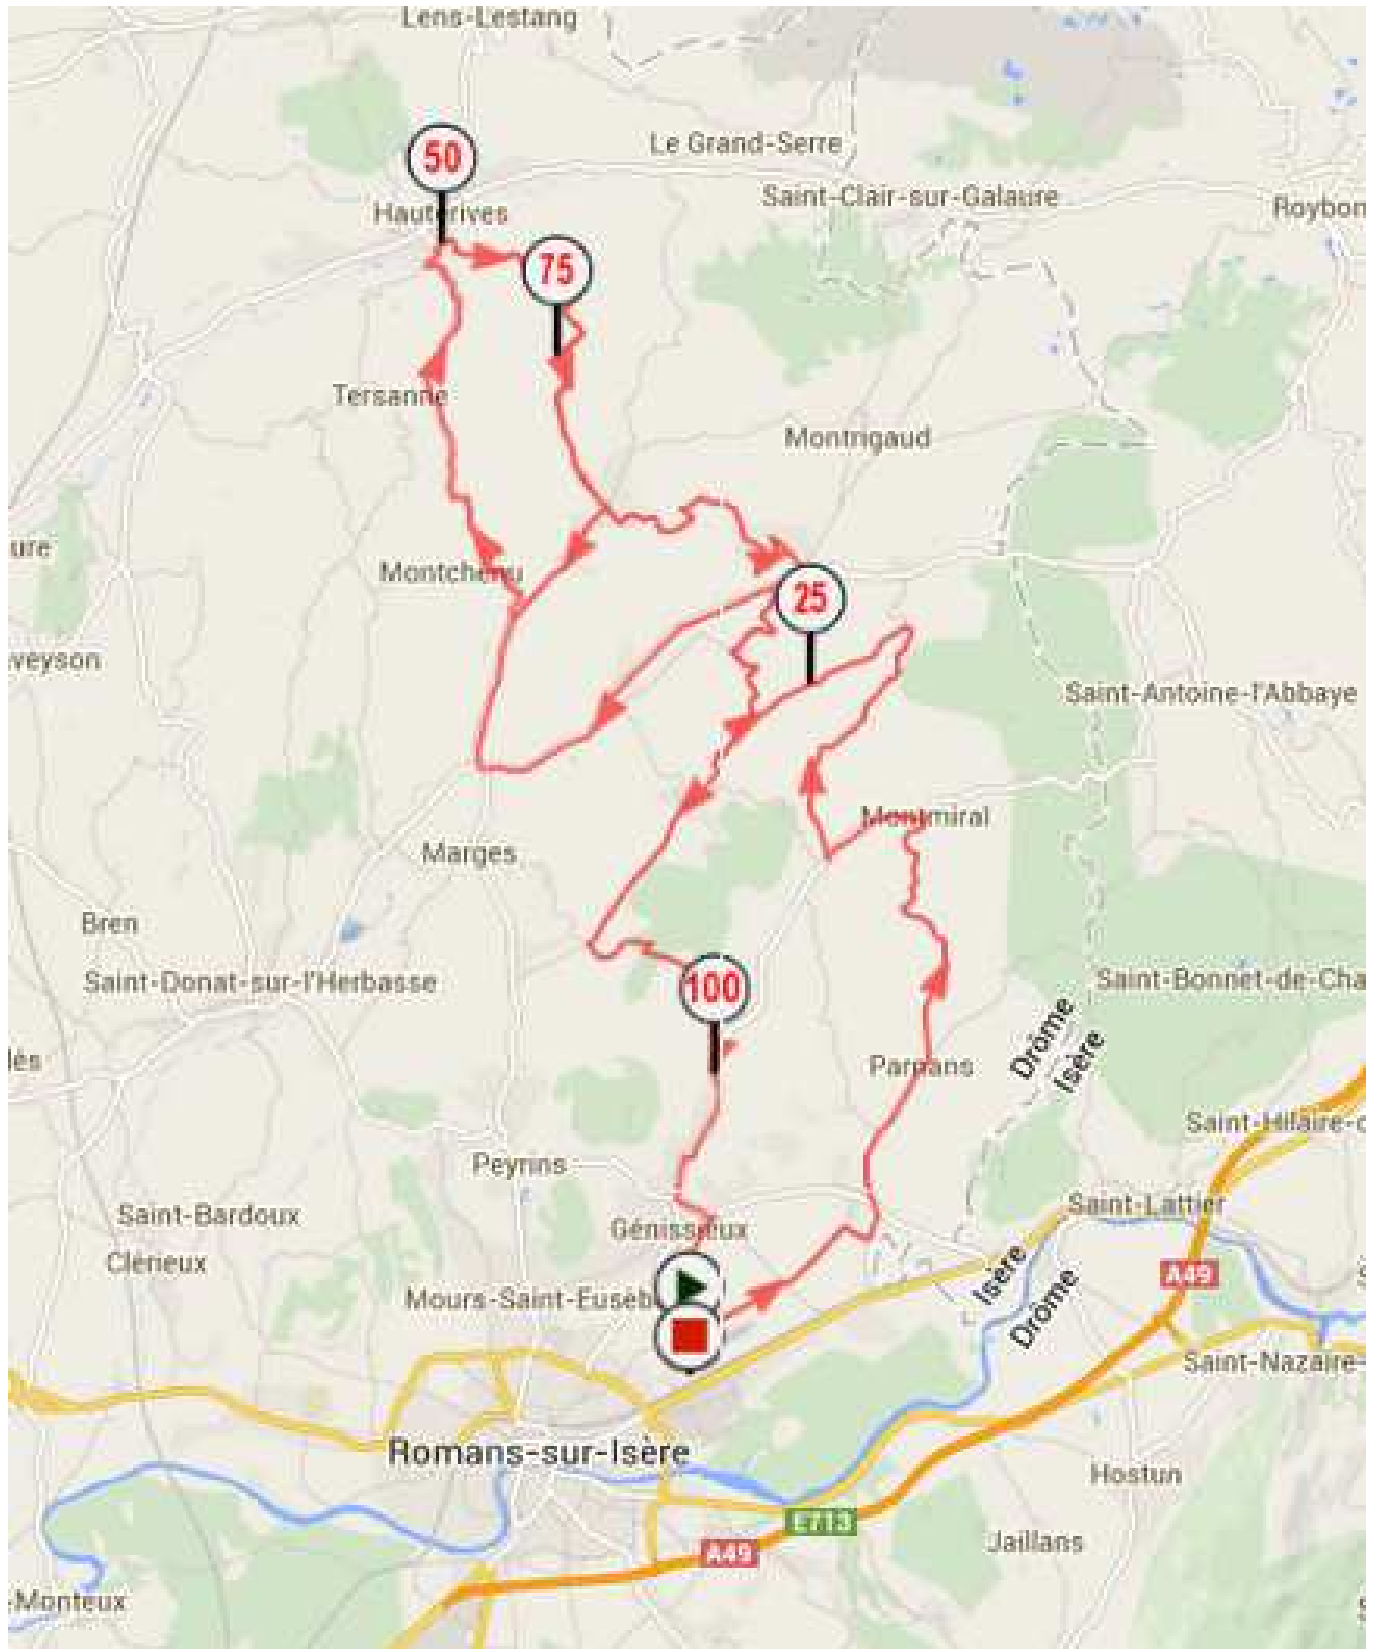 Lens-Lestang
Le Grand-Serre
50
Saint-Clair-sur-Galaure
Roybon
Hauterives
75
Tersanne
Montrigaud
ure
Montchenu
25
veyson
Saint-Antoine-l'Abbaye
Montmiral
Marges
Bren
Saint-Donat-sur-l'Herbasse
100
Saint-Bonnet-de-Cha
Drôme
Isère
lès
Parnans
Saint-Hilaire-d
Peyrins
Saint-Bardoux
Saint-Lattier
Génissieux
Clérieux
Isère
A49
Drôme
Mours-Saint-Eusèb
Saint-Nazaire-
Romans-sur-Isère
Hostun
E713
Jaillans
A49
-Monteux